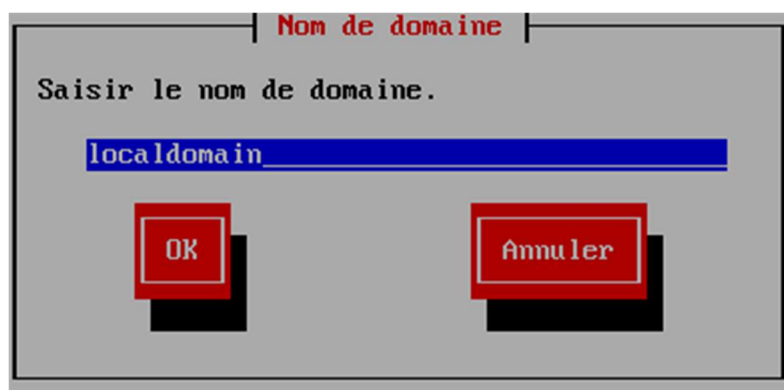 Nom de domaine
Saisir le nom de domaine.
localdomain
OK
Annuler